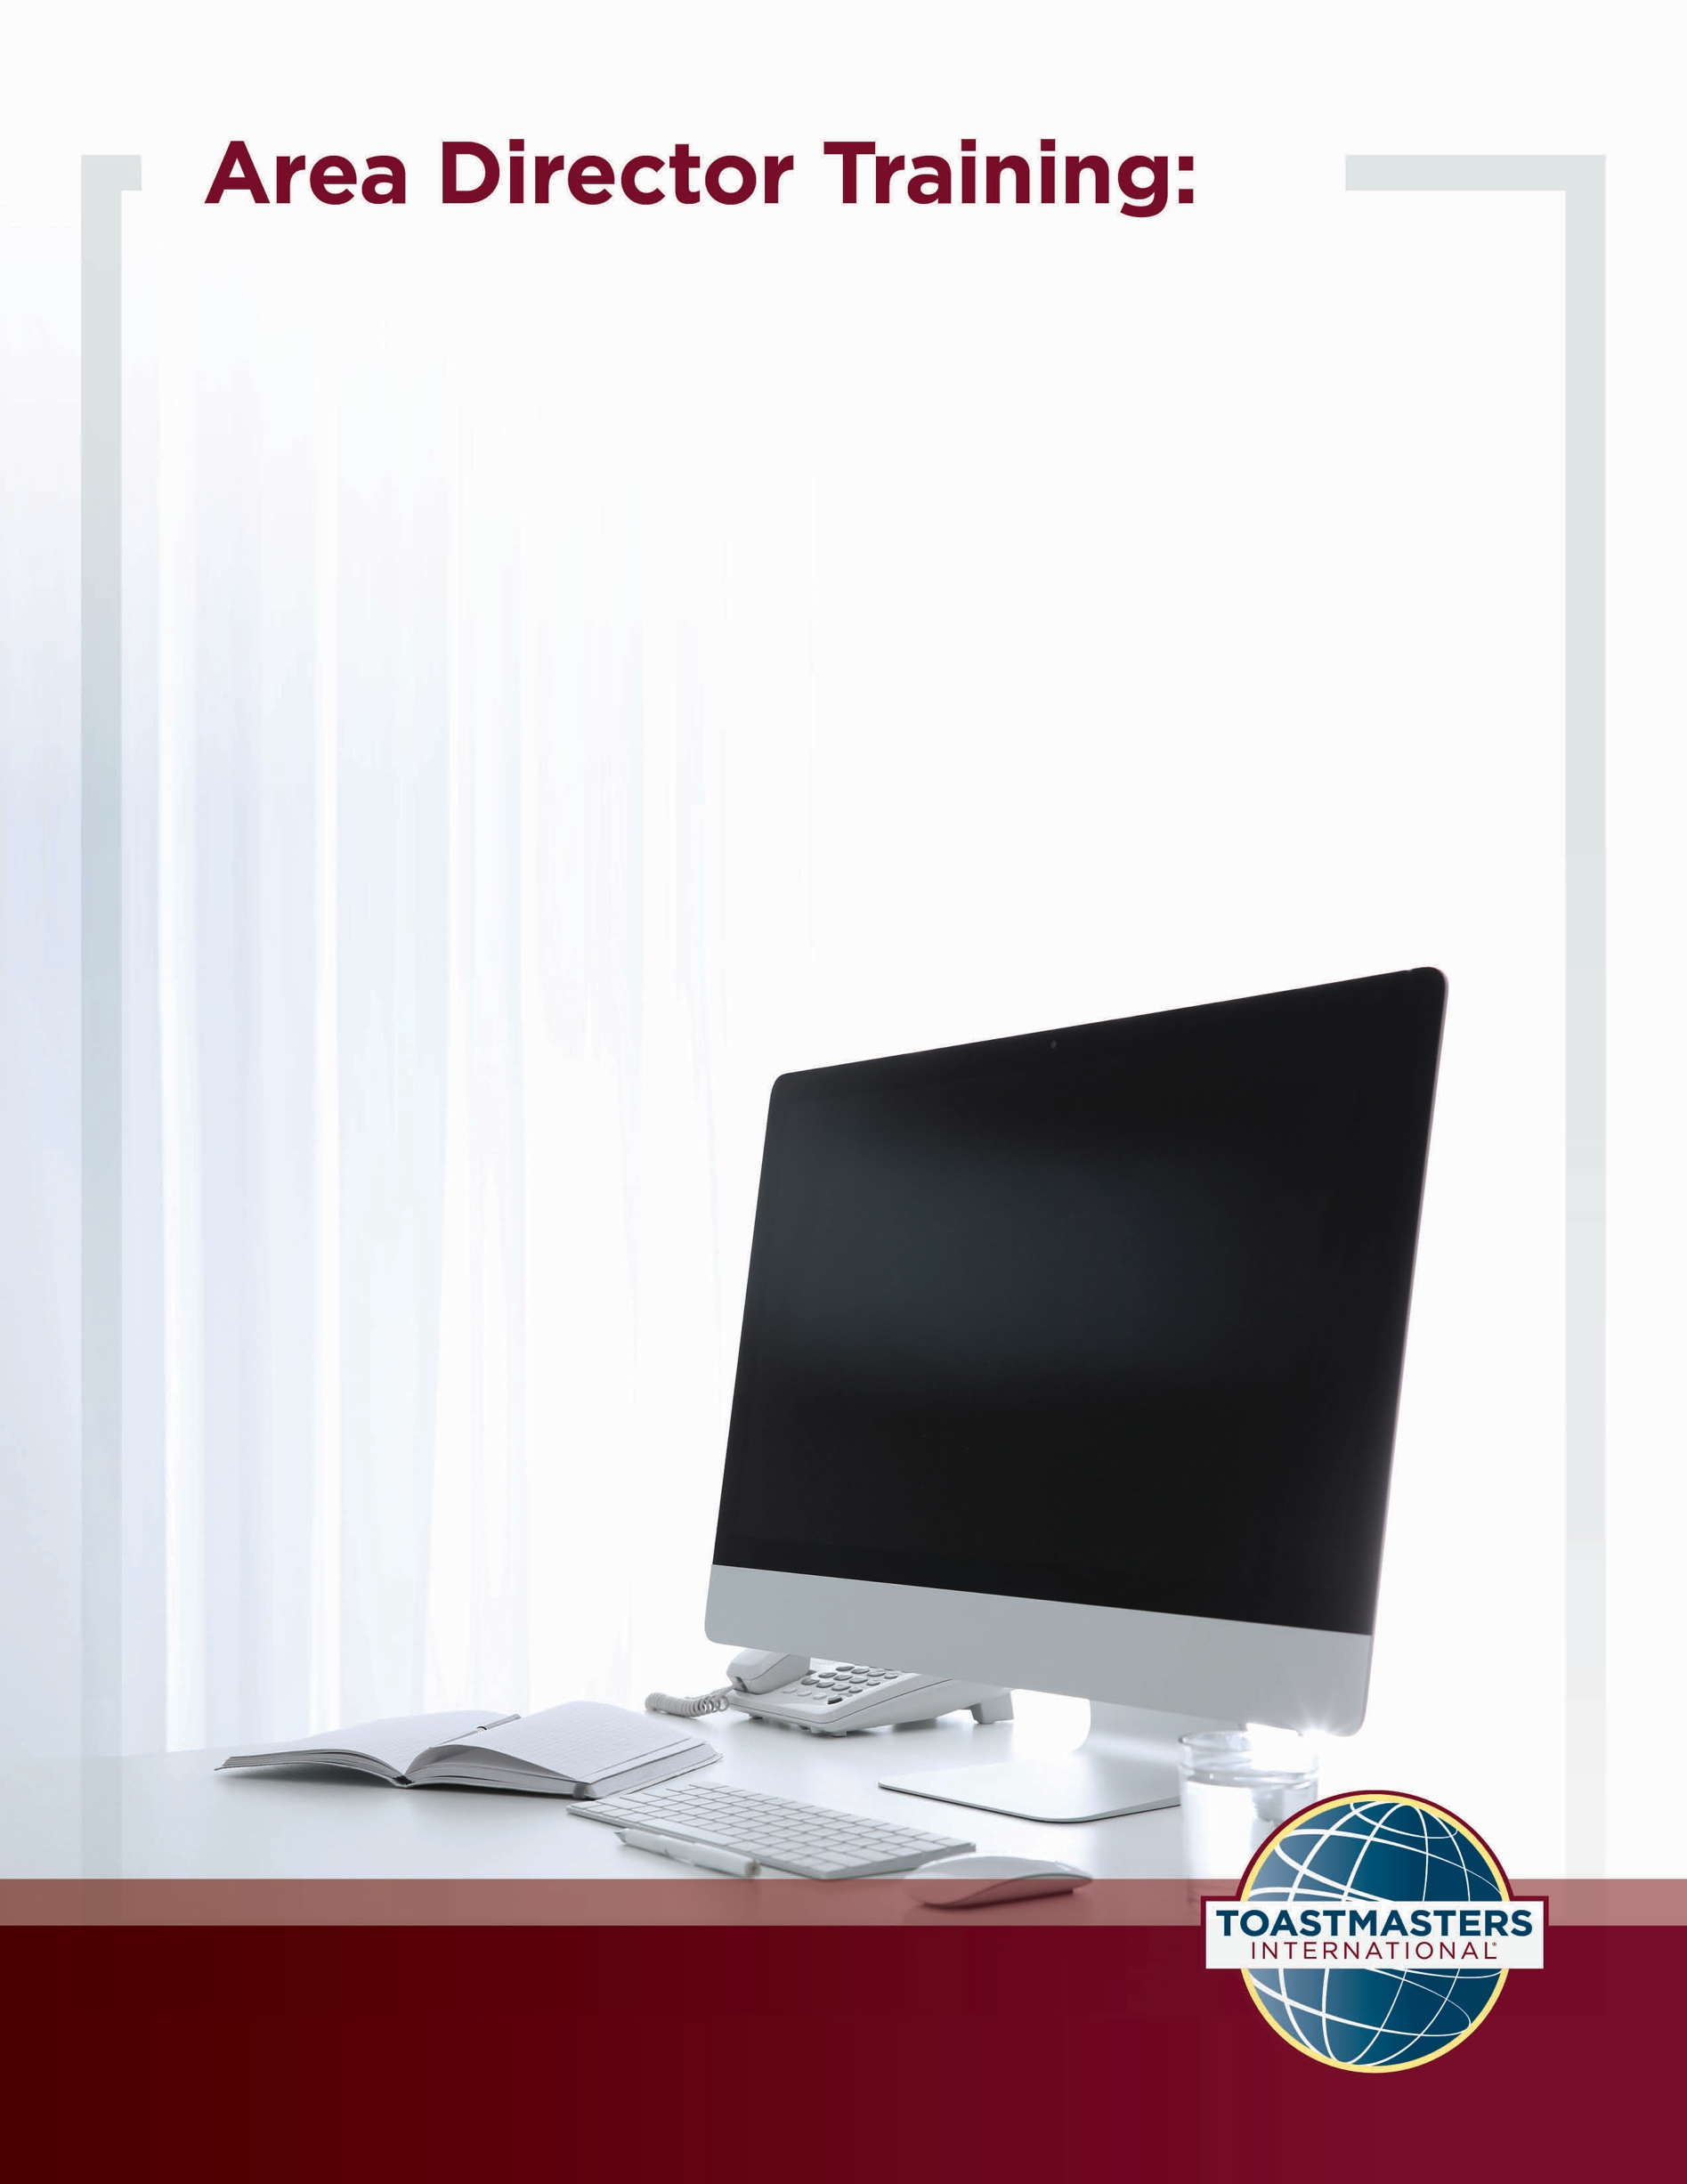 Area Director Training:
TOASTMASTERS
INTERNATIONAL®